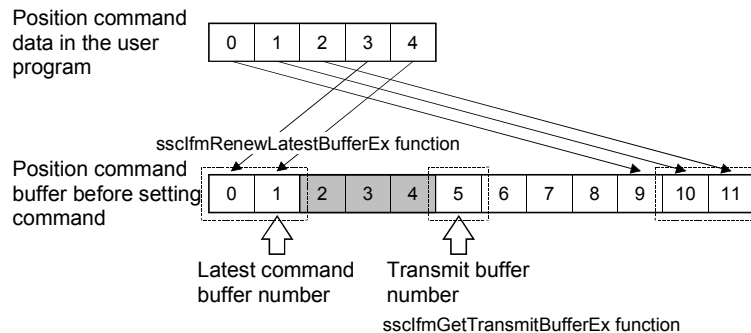 Position command
data in the user
program
0 1 2 3 4
sscIfmRenewLatestBufferEx function
Position command
buffer before setting
command
0 1 2 3 4 5 6 7 8 9 10 11
Latest command
buffer number
Transmit buffer
number
sscIfmGetTransmitBufferEx function